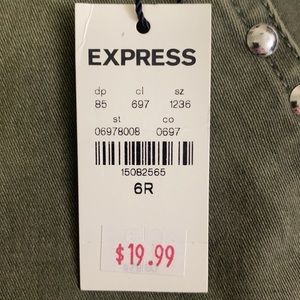 EXPRESS
dp cl sz
85 697 1236
st co
06978008 0697
15082565
6R
$19.99